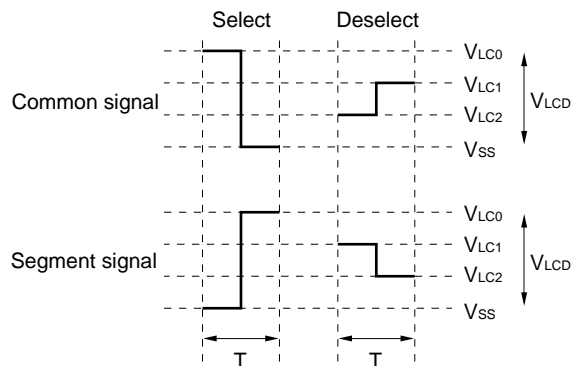 Select Deselect
VLC0
VLC1
Common signal
VLCD
VLC2
VSS
VLC0
VLC1
Segment signal
VLCD
VLC2
VSS
T T